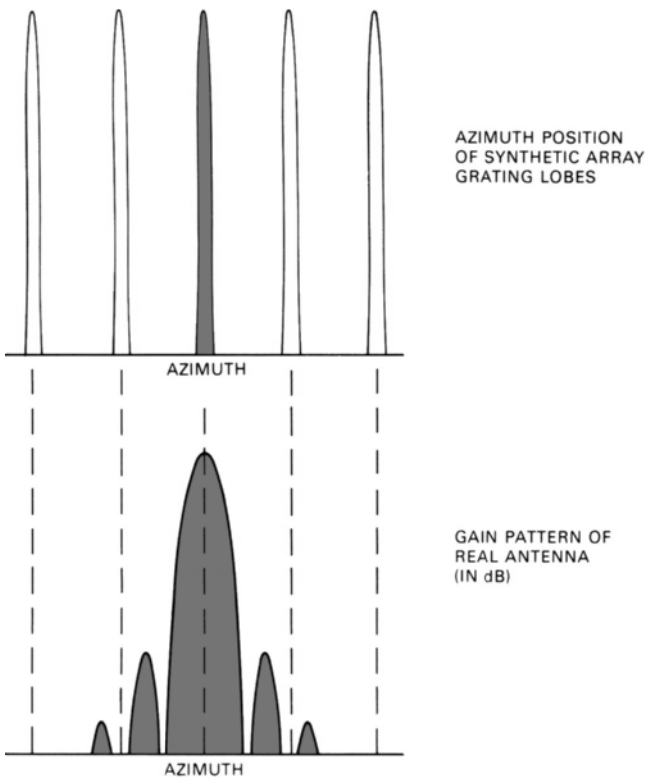 AZIMUTH POSITION
OF SYNTHETIC ARRAY
GRATING LOBES
AZIMUTH
GAIN PATTERN OF
REAL ANTENNA
(IN dB)
AZIMUTH